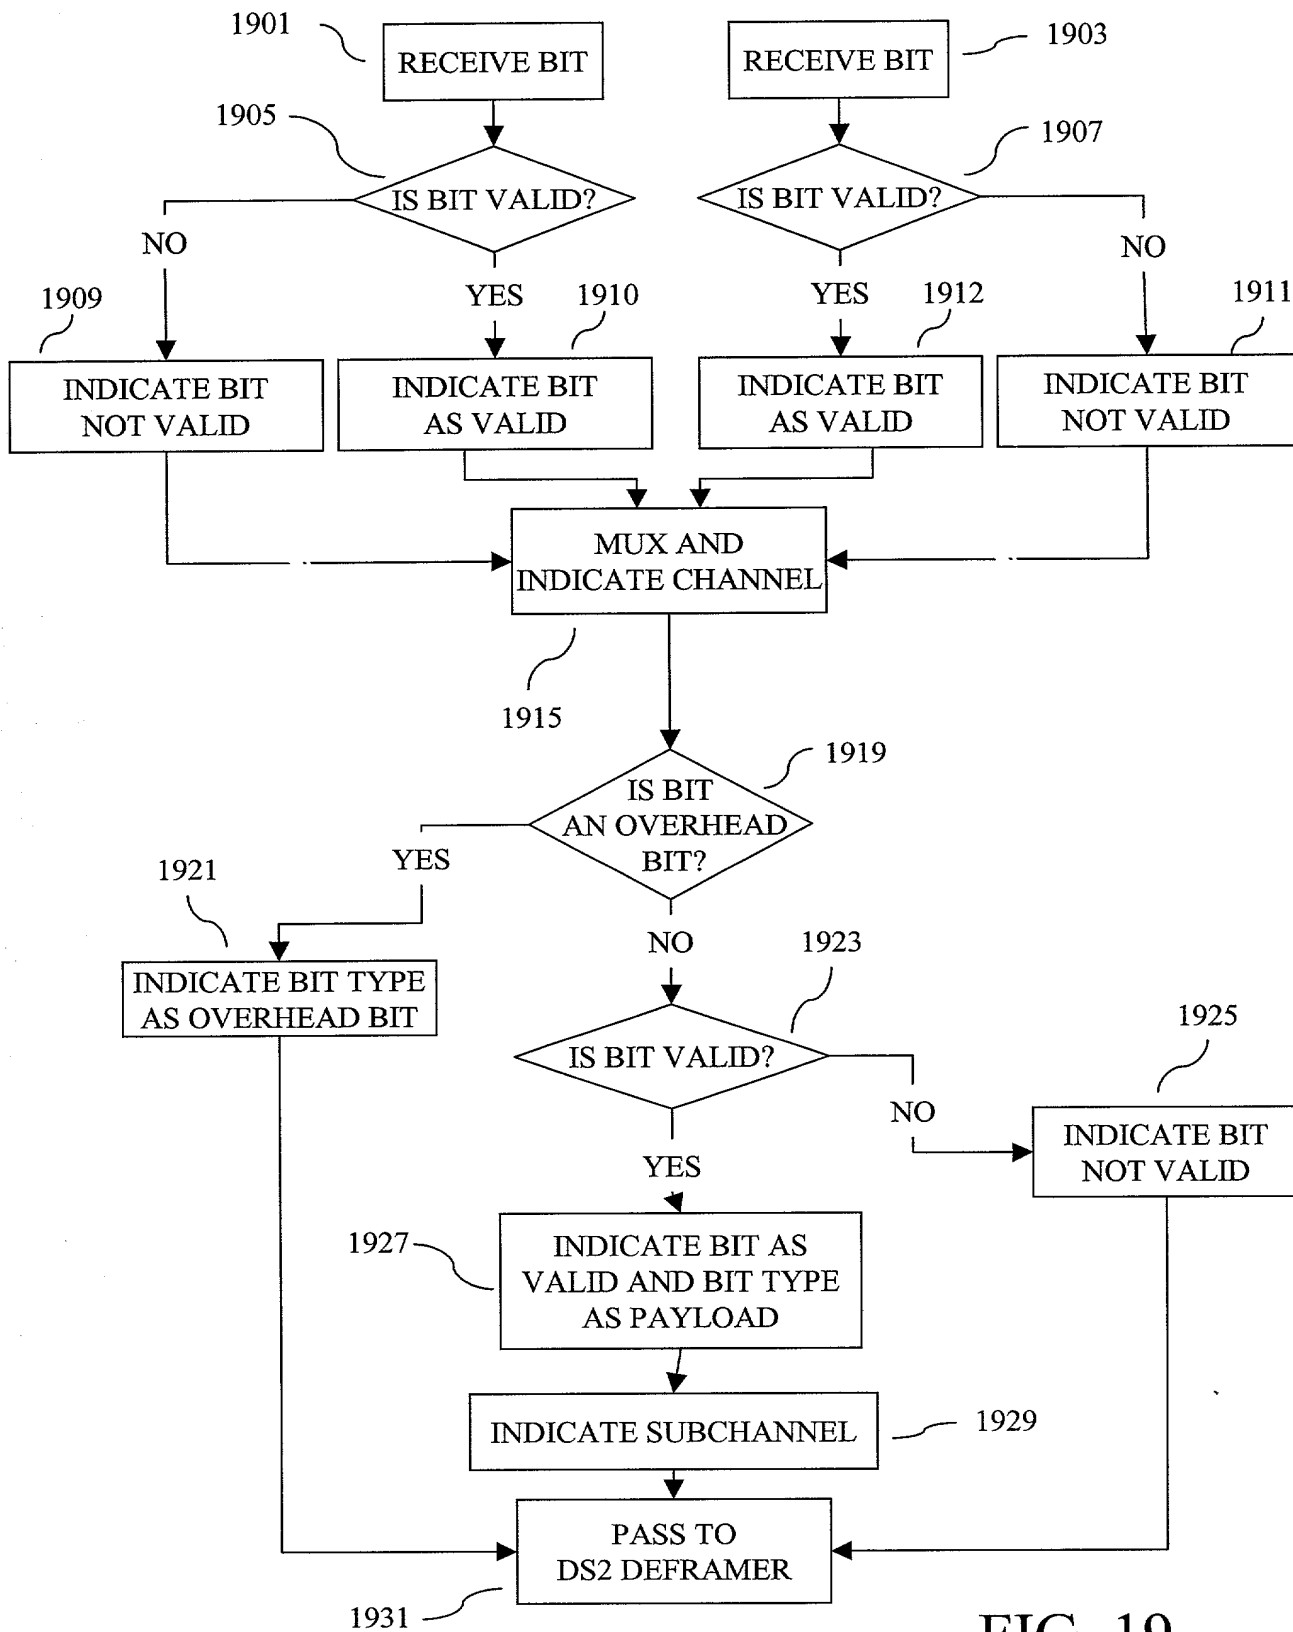 1901
RECEIVE BIT
RECEIVE BIT
1903
1905
IS BIT VALID?
IS BIT VALID?
1907
NO
YES
YES
NO
1909
1910
1912
1911
INDICATE BIT
NOT VALID
INDICATE BIT
AS VALID
INDICATE BIT
AS VALID
INDICATE BIT
NOT VALID
MUX AND
INDICATE CHANNEL
1915
1919
IS BIT
AN OVERHEAD
BIT?
YES
1921
NO
1923
INDICATE BIT TYPE
AS OVERHEAD BIT
IS BIT VALID?
1925
NO
INDICATE BIT
NOT VALID
YES
1927
INDICATE BIT AS
VALID AND BIT TYPE
AS PAYLOAD
INDICATE SUBCHANNEL
1929
PASS TO
DS2 DEFRAMER
1931
FIG. 19